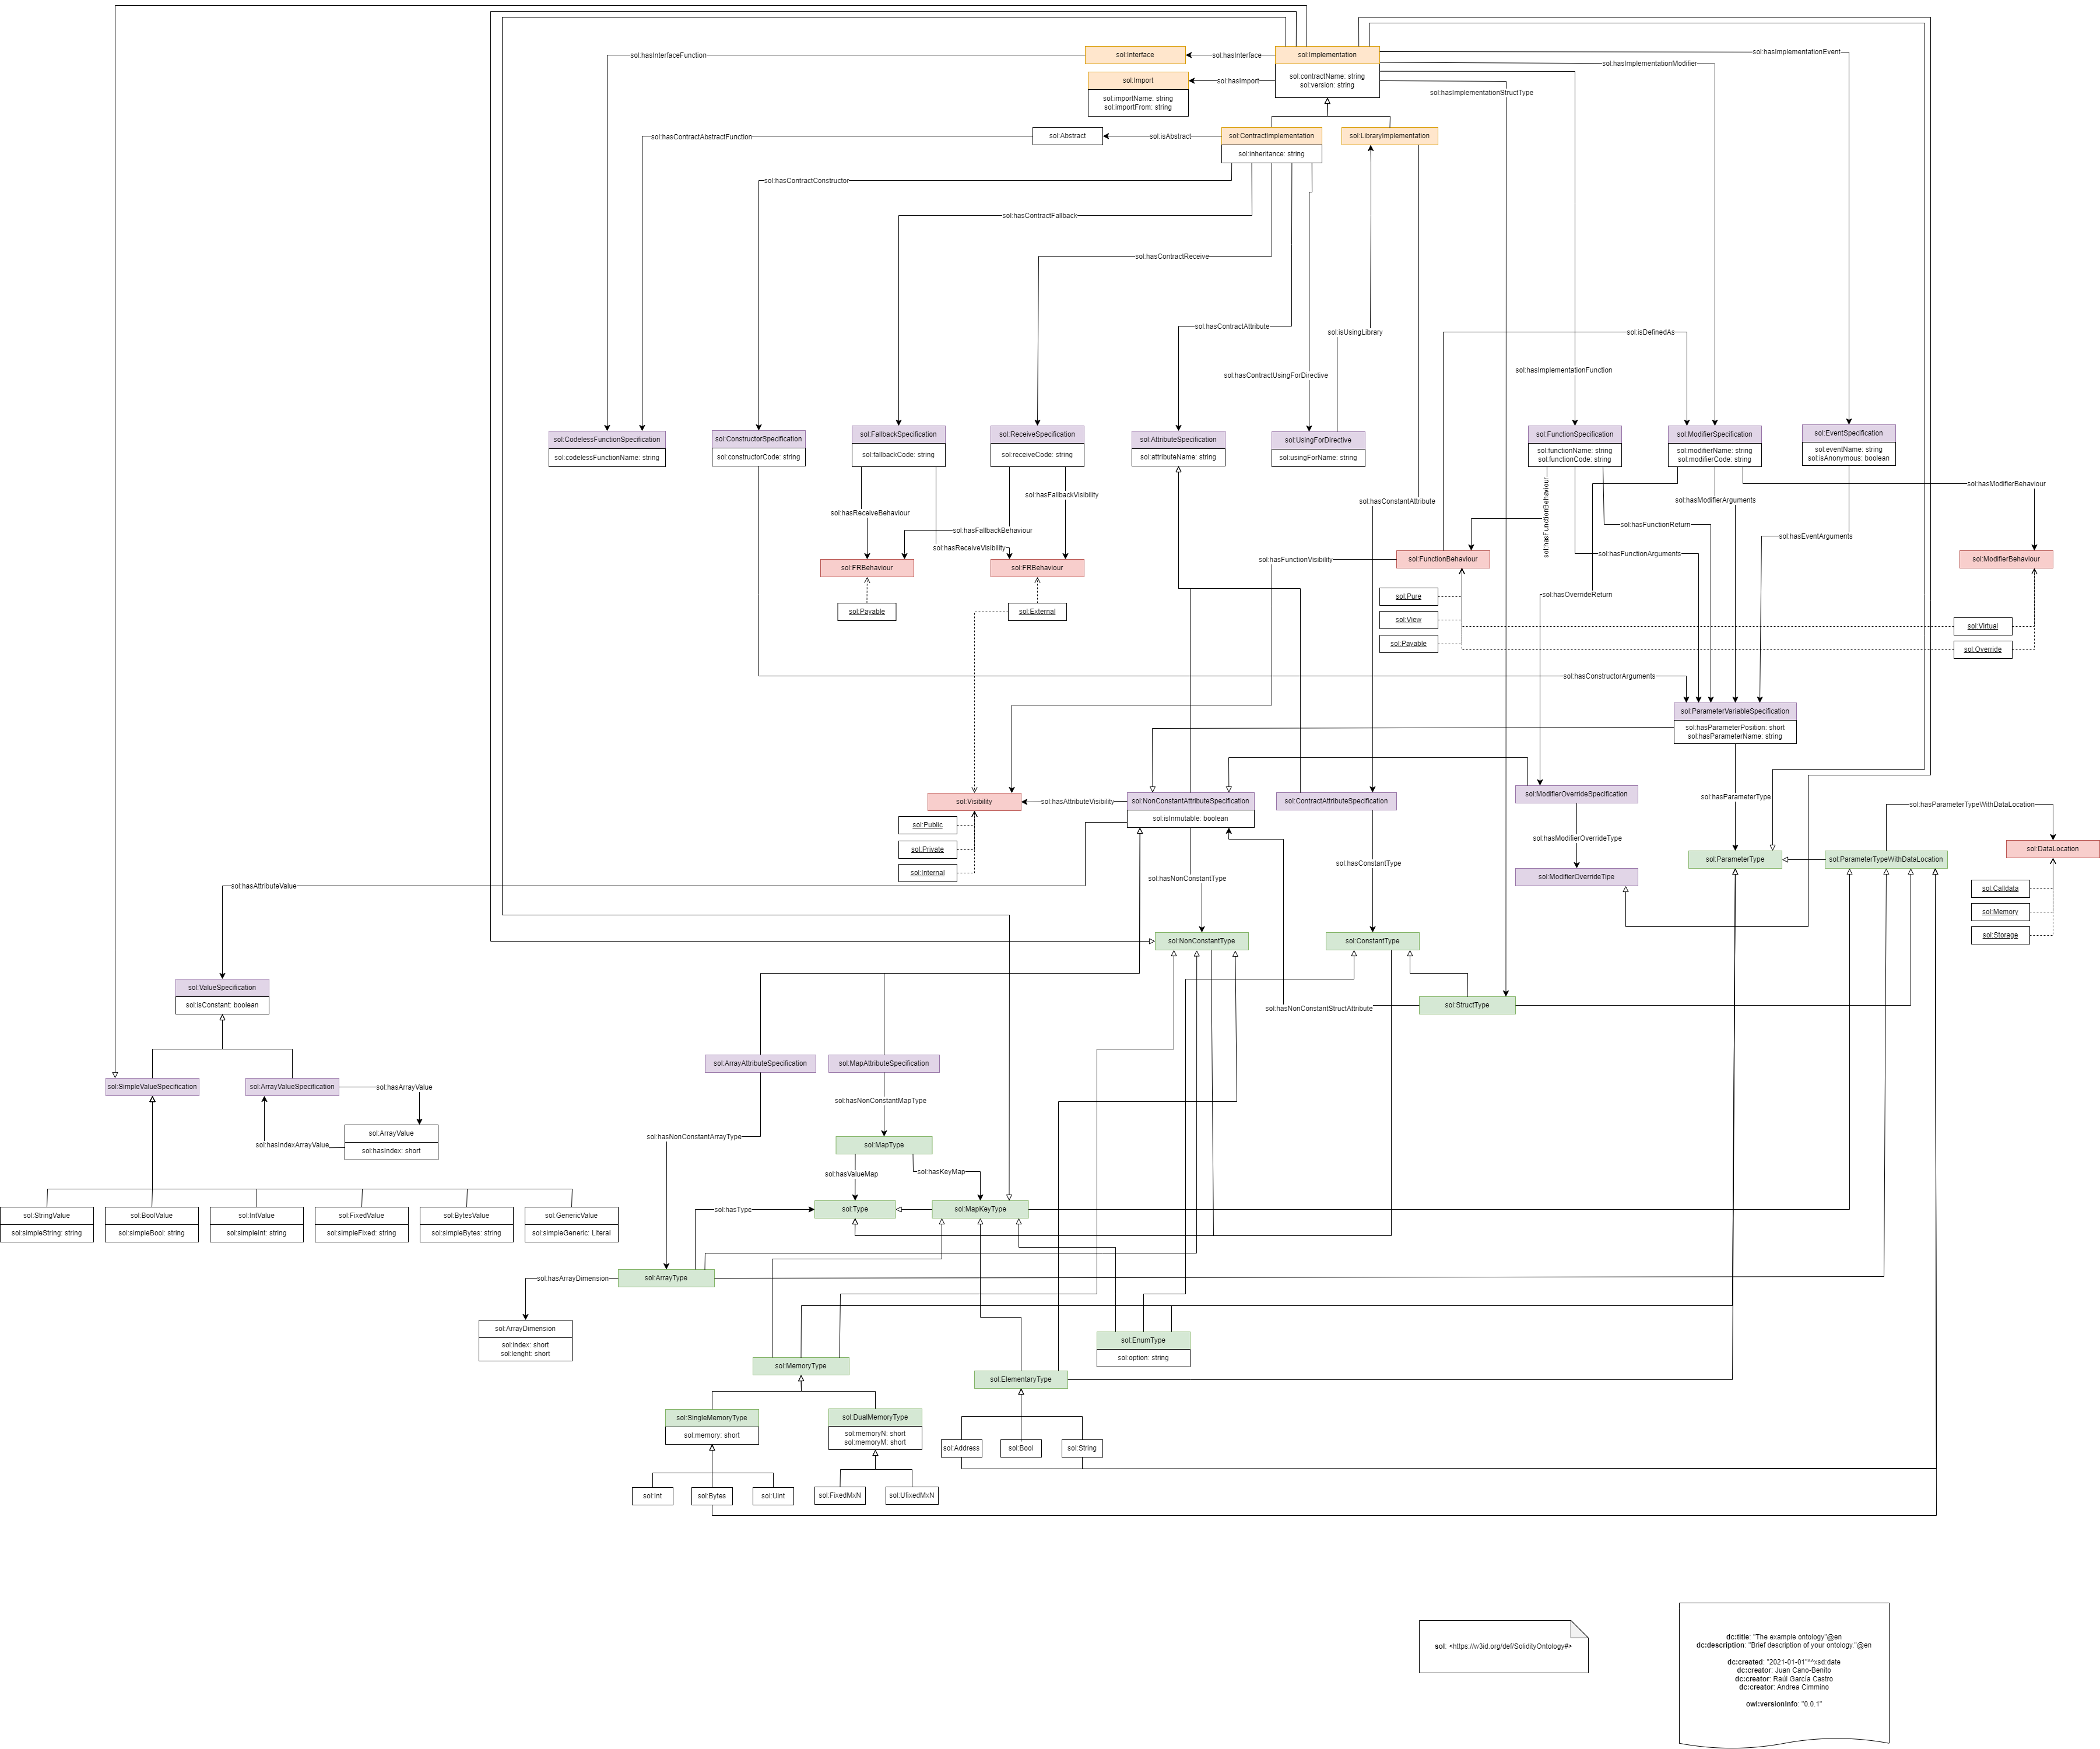 sol:hasInterfaceFunction
sol:Interface
sol:hasInterface
sol:Implementation
sol:contractName: string
sol:version: string
sol:hasImplementationEvent
sol:hasImplementationModifier
sol:Import
sol:importName: string
sol:importFrom: string
sol:hasImport
sol:hasImplementationStructType
sol:hasContractAbstractFunction
sol:Abstract
sol:isAbstract
sol:ContractImplementation
sol:inheritance: string
sol:LibraryImplementation
sol:hasContractConstructor
sol:hasContractFallback
sol:hasContractReceive
sol:hasContractAttribute
sol:isUsingLibrary
sol:isDefinedAs
sol:hasContractUsingForDirective
sol:hasImplementationFunction
sol:CodelessFunctionSpecification
sol:codelessFunctionName: string
sol:ConstructorSpecification
sol:constructorCode: string
sol:FallbackSpecification
sol:fallbackCode: string
sol:ReceiveSpecification
sol:receiveCode: string
sol:AttributeSpecification
sol:attributeName: string
sol:UsingForDirective
sol:usingForName: string
sol:FunctionSpecification
sol:functionName: string
sol:functionCode: string
sol:ModifierSpecification
sol:modifierName: string
sol:modifierCode: string
sol:EventSpecification
sol:eventName: string
sol:isAnonymous: boolean
sol:hasFallbackVisibility
sol:hasConstantAttribute
sol:hasFunctionBehaviour
sol:hasModifierArguments
sol:hasModifierBehaviour
sol:hasReceiveBehaviour
sol:hasFallbackBehaviour
sol:hasFunctionReturn
sol:hasEventArguments
sol:hasReceiveVisibility
sol:hasFunctionVisibility
sol:hasFunctionArguments
sol:FRBehaviour
sol:FRBehaviour
sol:FunctionBehaviour
sol:ModifierBehaviour
sol:Payable
sol:External
sol:Pure
sol:View
sol:Payable
sol:hasOverrideReturn
sol:Virtual
sol:Override
sol:hasConstructorArguments
sol:ParameterVariableSpecification
sol:hasParameterPosition: short
sol:hasParameterName: string
sol:Visibility
sol:hasAttributeVisibility
sol:NonConstantAttributeSpecification
sol:isInmutable: boolean
sol:ContractAttributeSpecification
sol:ModifierOverrideSpecification
sol:hasParameterType
sol:hasParameterTypeWithDataLocation
sol:Public
sol:Private
sol:Internal
sol:hasModifierOverrideType
sol:DataLocation
sol:hasConstantType
sol:ParameterType
sol:ParameterTypeWithDataLocation
sol:hasNonConstantType
sol:ModifierOverrideTipe
sol:hasAttributeValue
sol:Calldata
sol:Memory
sol:Storage
sol:NonConstantType
sol:ConstantType
sol:ValueSpecification
sol:isConstant: boolean
sol:hasNonConstantStructAttribute
sol:StructType
sol:ArrayAttributeSpecification
sol:MapAttributeSpecification
sol:SimpleValueSpecification
sol:ArrayValueSpecification
sol:hasArrayValue
sol:hasNonConstantMapType
sol:ArrayValue
sol:hasIndex: short
sol:hasIndexArrayValue
sol:hasNonConstantArrayType
sol:MapType
sol:hasValueMap
sol:hasKeyMap
sol:hasType
sol:Type
sol:MapKeyType
sol:StringValue
sol:simpleString: string
sol:BoolValue
sol:simpleBool: string
sol:IntValue
sol:simpleInt: string
sol:FixedValue
sol:simpleFixed: string
sol:BytesValue
sol:simpleBytes: string
sol:GenericValue
sol:simpleGeneric: Literal
sol:hasArrayDimension
sol:ArrayType
sol:ArrayDimension
sol:index: short
sol:lenght: short
sol:EnumType
sol:option: string
sol:MemoryType
sol:ElementaryType
sol:SingleMemoryType
sol:memory: short
sol:DualMemoryType
sol:memoryN: short
sol:memoryM: short
sol:Address
sol:Bool
sol:String
sol:Int
sol:Bytes
sol:Uint
sol:FixedMxN
sol:UfixedMxN
sol: <https://w3id.org/def/SolidityOntology#>
dc:title: "The example ontology"@en
dc:description: "Brief description of your ontology."@en
dc:created: "2021-01-01"^^xsd:date
dc:creator: Juan Cano-Benito
dc:creator: Raúl García Castro
dc:creator: Andrea Cimmino
owl:versionInfo: "0.0.1"